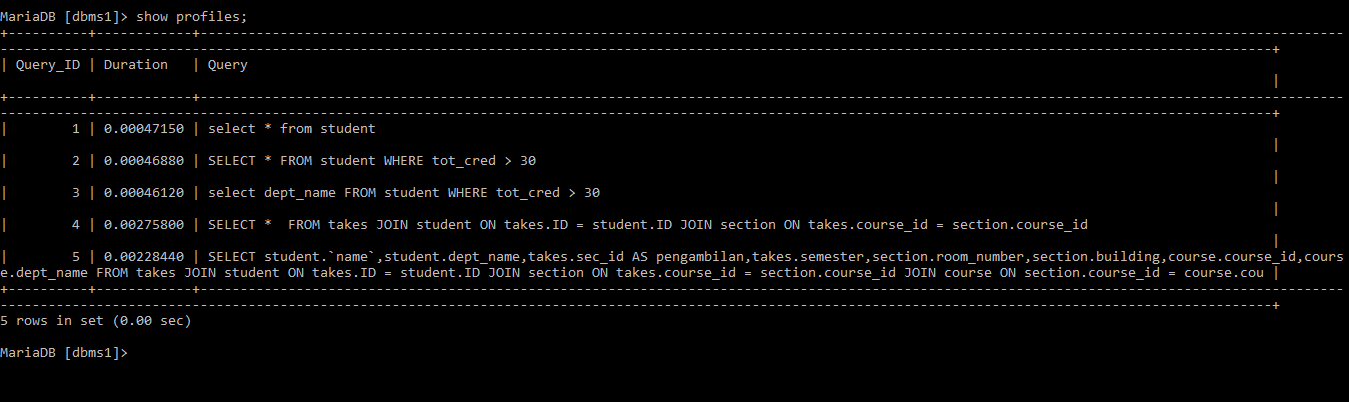 MariaDB [dbms1]> show profiles;
+----------+------------+----------------------------------------------------------------------------------------------------------------------------------------------
---------------------------------------------------------------------------------------------------------------------------------------------------------------+
| Query_ID | Duration   | Query
|
+----------+------------+----------------------------------------------------------------------------------------------------------------------------------------------
---------------------------------------------------------------------------------------------------------------------------------------------------------------+
|        1 | 0.00047150 | select * from student
|
|        2 | 0.00046880 | SELECT * FROM student WHERE tot_cred > 30
|
|        3 | 0.00046120 | select dept_name FROM student WHERE tot_cred > 30
|
|        4 | 0.00275800 | SELECT *  FROM takes JOIN student ON takes.ID = student.ID JOIN section ON takes.course_id = section.course_id
|
|        5 | 0.00228440 | SELECT student.`name`,student.dept_name,takes.sec_id AS pengambilan,takes.semester,section.room_number,section.building,course.course_id,cours
e.dept_name FROM takes JOIN student ON takes.ID = student.ID JOIN section ON takes.course_id = section.course_id JOIN course ON section.course_id = course.cou |
+----------+------------+----------------------------------------------------------------------------------------------------------------------------------------------
---------------------------------------------------------------------------------------------------------------------------------------------------------------+
5 rows in set (0.00 sec)
MariaDB [dbms1]>